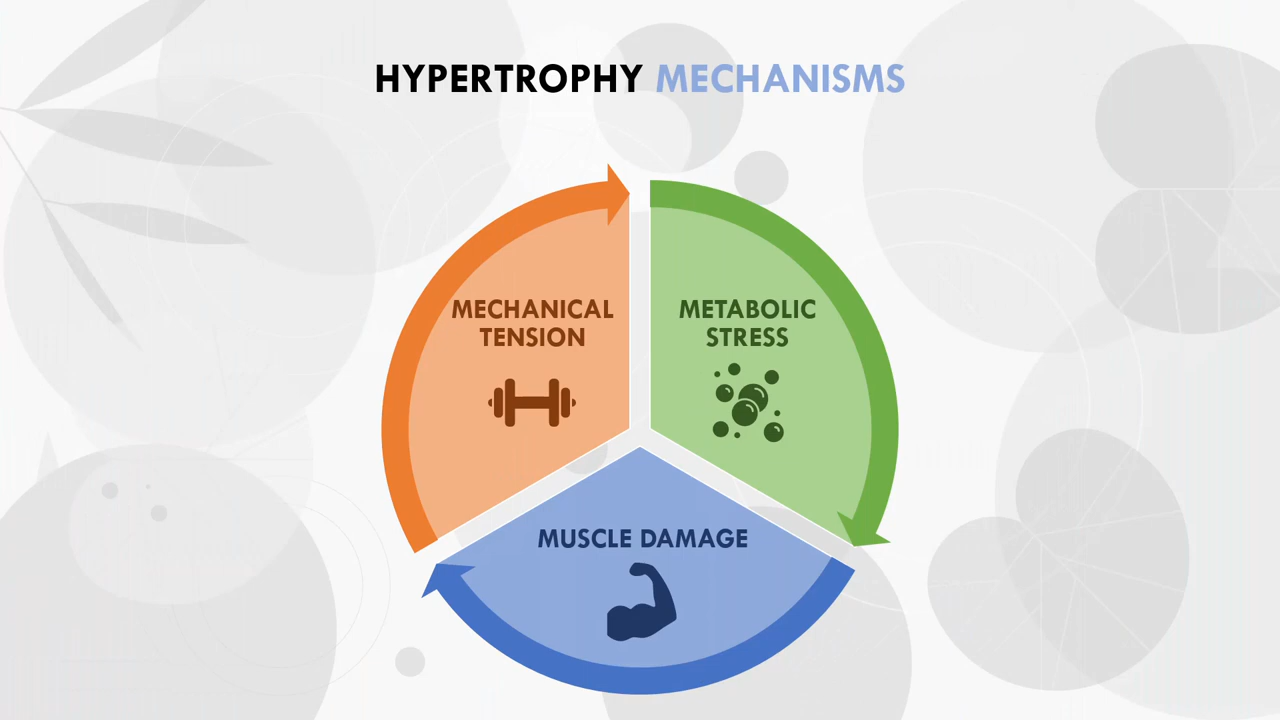 HYPERTROPHY MECHANISMS
MECHANICAL
TENSION
METABOLIC
STRESS
MUSCLE DAMAGE